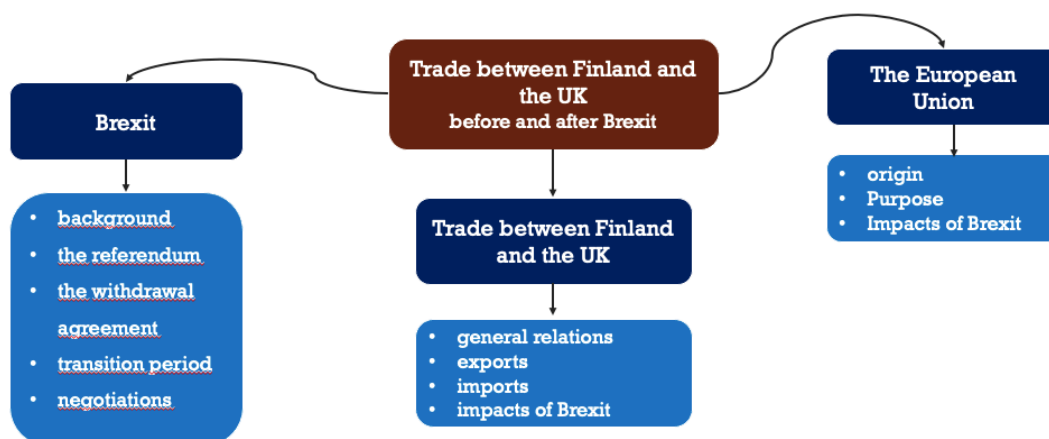 Trade between Finland and
the UK
before and after Brexit
Brexit
• background
• the referendum
• the withdrawal
agreement
• transition period
• negotiations
Trade between Finland
and the UK
• general relations
• exports
• imports
• impacts of Brexit
The European
Union
• origin
• Purpose
• Impacts of Brexit